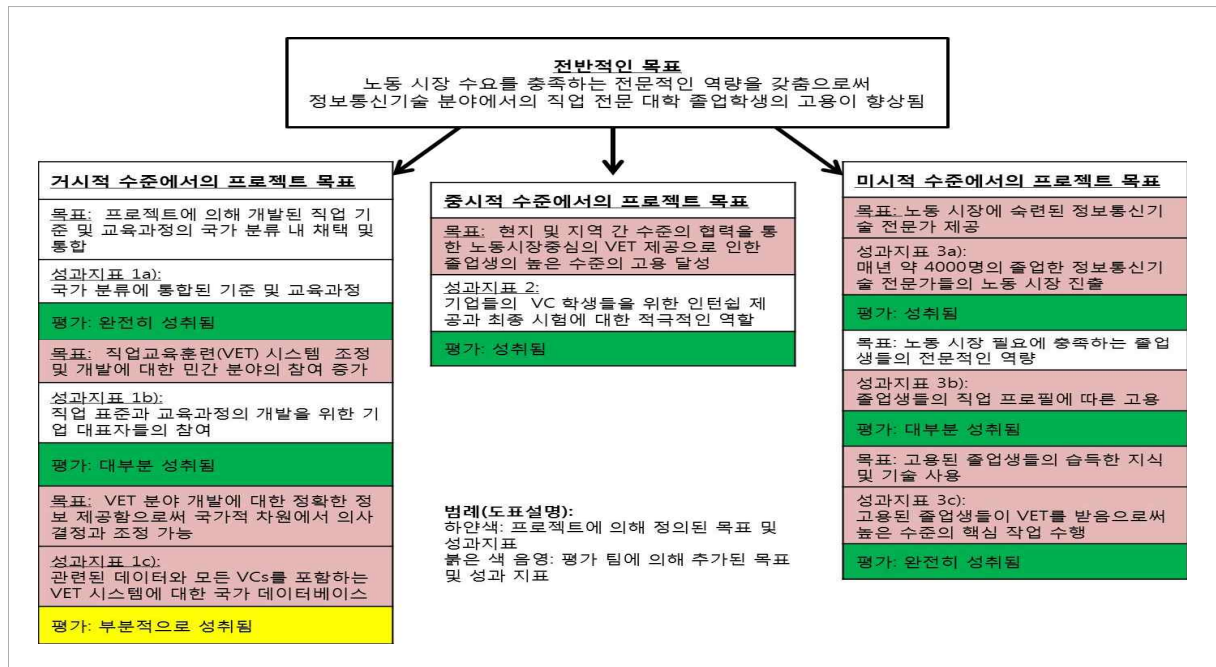 전반적인 목표
노동 시장 수요를 충족하는 전문적인 역량을 갖춤으로써
정보통신기술 분야에서의 직업 전문 대학 졸업학생의 고용이 향상됨
거시적 수준에서의 프로젝트 목표
목표: 프로젝트에 의해 개발된 직업 기
준 및 교육과정의 국가 분류 내 채택 및
통합
성과지표 1a):
국가 분류에 통합된 기준 및 교육과정
평가: 완전히 성취됨
목표: 직업교육훈련(VET) 시스템 조정
및 개발에 대한 민간 분야의 참여 증가
성과지표 1b):
직업 표준과 교육과정의 개발을 위한 기
업 대표자들의 참여
평가: 대부분 성취됨
목표: VET 분야 개발에 대한 정확한 정
보 제공함으로써 국가적 차원에서 의사
결정과 조정 가능
성과지표 1c):
관련된 데이터와 모든 VCs를 포함하는
VET 시스템에 대한 국가 데이터베이스
평가: 부분적으로 성취됨
중시적 수준에서의 프로젝트 목표
목표: 현지 및 지역 간 수준의 협력을 통
한 노동시장중심의 VET 제공으로 인한
졸업생의 높은 수준의 고용 달성
성과지표 2:
기업들의 VC 학생들을 위한 인턴쉽 제
공과 최종 시험에 대한 적극적인 역할
평가: 성취됨
범례(도표설명):
하얀색: 프로젝트에 의해 정의된 목표 및
성과지표
붉은 색 음영: 평가 팀에 의해 추가된 목표
및 성과 지표
미시적 수준에서의 프로젝트 목표
목표: 노동 시장에 숙련된 정보통신기
술 전문가 제공
성과지표 3a):
매년 약 4000명의 졸업한 정보통신기
술 전문가들의 노동 시장 진출
평가: 성취됨
목표: 노동 시장 필요에 충족하는 졸업
생들의 전문적인 역량
성과지표 3b):
졸업생들의 직업 프로필에 따른 고용
평가: 대부분 성취됨
목표: 고용된 졸업생들의 습득한 지식
및 기술 사용
성과지표 3c):
고용된 졸업생들이 VET를 받음으로써
높은 수준의 핵심 작업 수행
평가: 완전히 성취됨